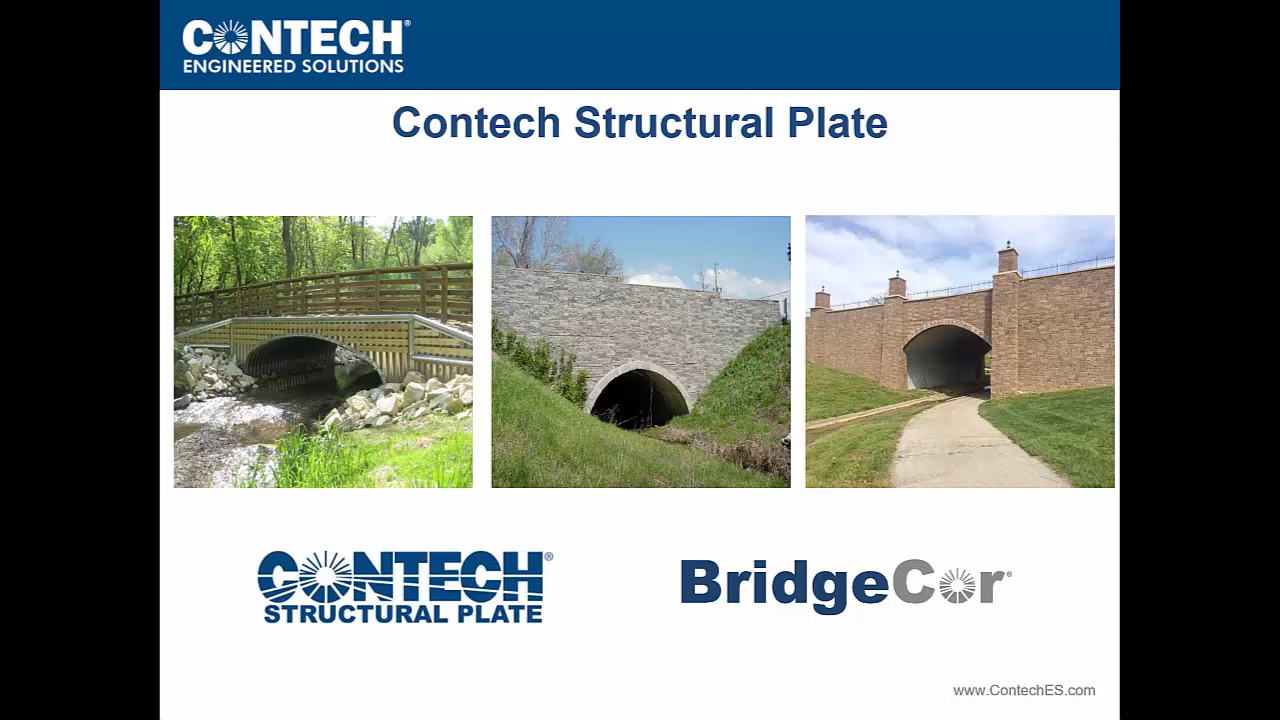 CONTECH®
ENGINEERED SOLUTIONS
Contech Structural Plate
CONTECH®
STRUCTURAL PLATE
BridgeCor®
www.ContechES.com